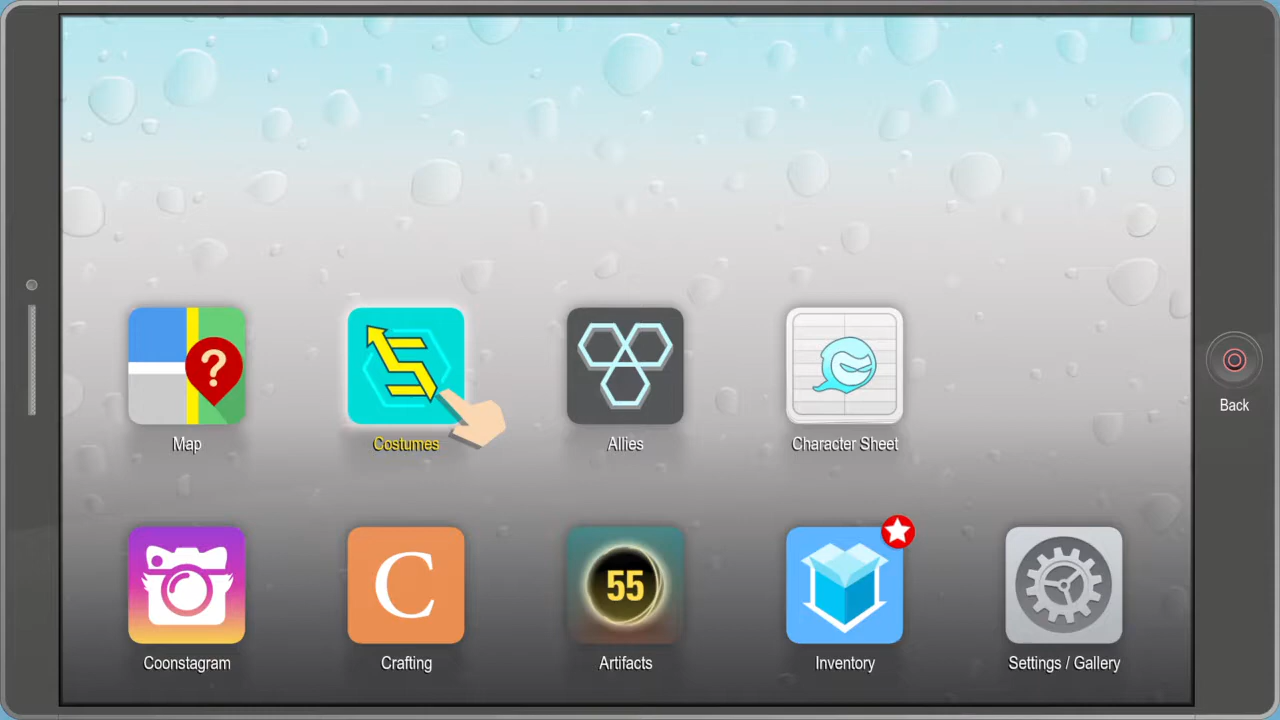 ?
Back
Map
Costumes
Allies
Character Sheet
C
55
Coonstagram
Crafting
Artifacts
Inventory
Settings / Gallery